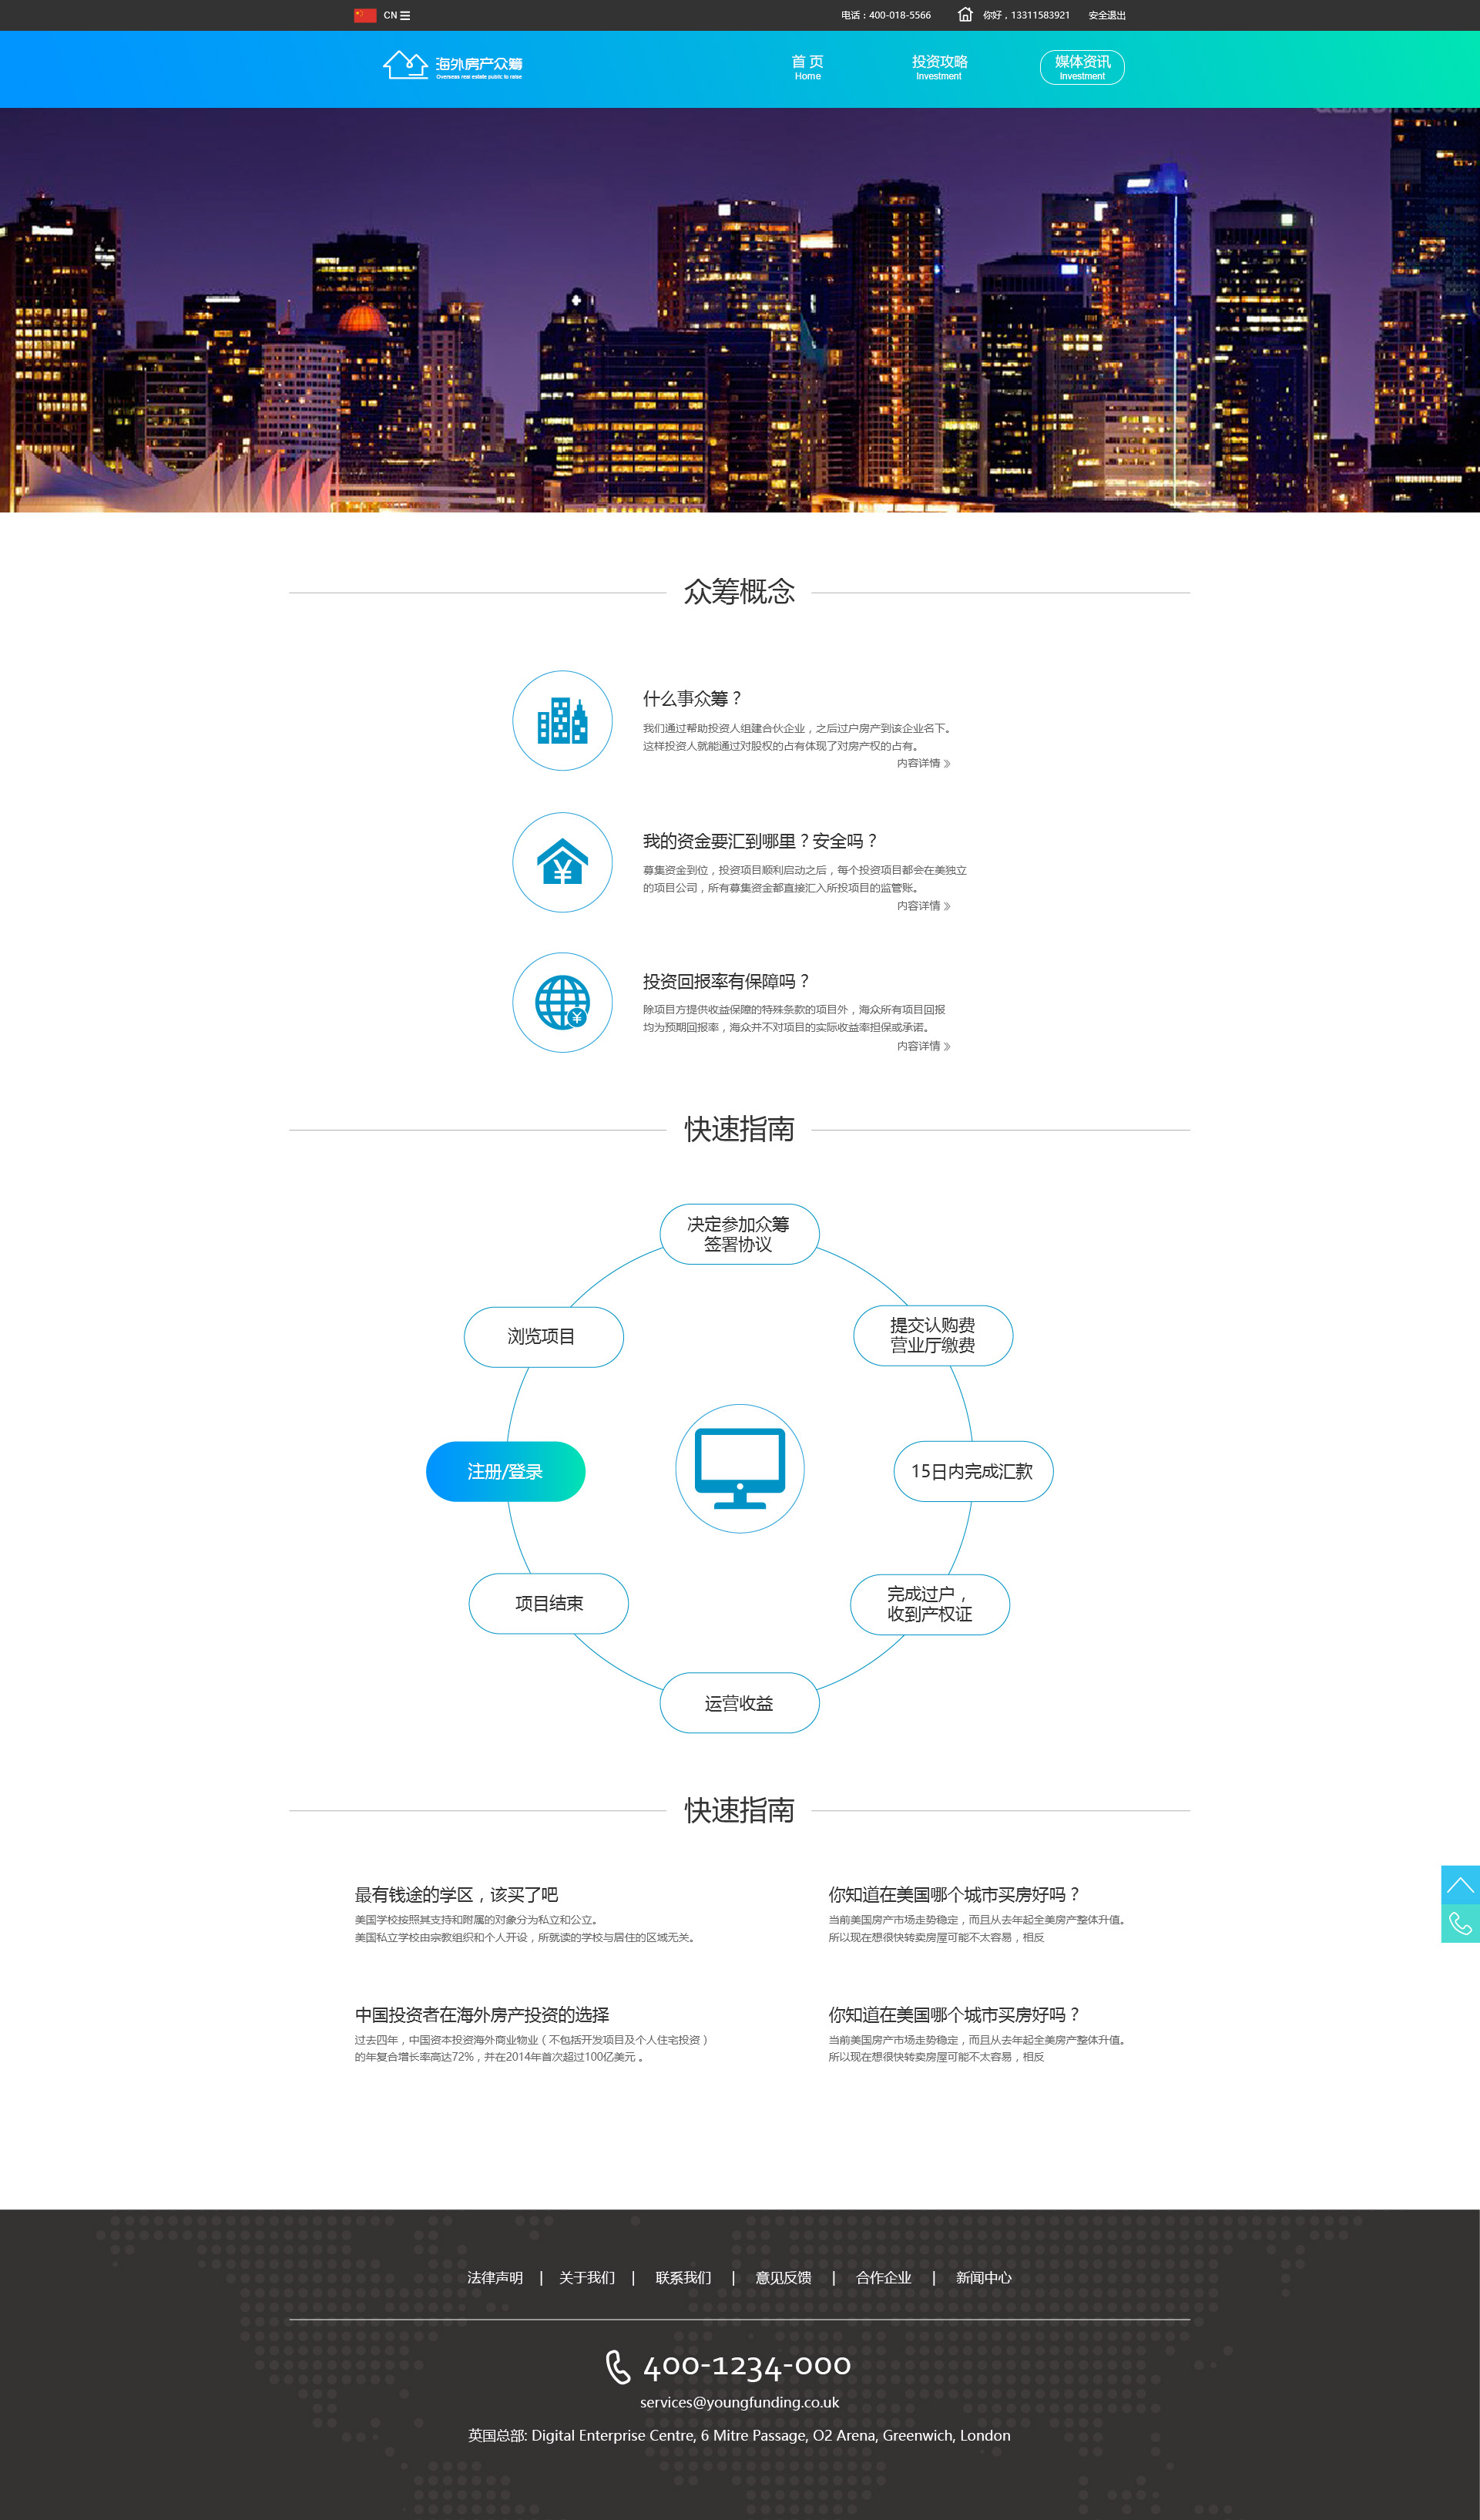 CN
电话：400-018-5566
你好，13311583921
安全退出
海外房产众筹
Overseas real estate public to raise
首 页
Home
投资攻略
Investment
媒体资讯
Investment
众筹概念
什么事众筹？
我们通过帮助投资人组建合伙企业，之后过户房产到该企业名下。
这样投资人就能通过对股权的占有体现了对房产权的占有。
内容详情 》
我的资金要汇到哪里？安全吗？
募集资金到位，投资项目顺利启动之后，每个投资项目都会在美独立
的项目公司，所有募集资金都直接汇入所投项目的监管账。
内容详情 》
投资回报率有保障吗？
除项目方提供收益保障的特殊条款的项目外，海众所有项目回报
均为预期回报率，海众并不对项目的实际收益率担保或承诺。
内容详情 》
快速指南
决定参加众筹
签署协议
浏览项目
提交认购费
营业厅缴费
注册/登录
15日内完成汇款
项目结束
完成过户，
收到产权证
运营收益
快速指南
最有钱途的学区，该买了吧
美国学校按照其支持和附属的对象分为私立和公立。
美国私立学校由宗教组织和个人开设，所就读的学校与居住的区域无关。
你知道在美国哪个城市买房好吗？
当前美国房产市场走势稳定，而且从去年起全美房产整体升值。
所以现在想很快转卖房屋可能不太容易，相反
中国投资者在海外房产投资的选择
过去四年，中国资本投资海外商业物业（不包括开发项目及个人住宅投资）
的年复合增长率高达72%，并在2014年首次超过100亿美元 。
你知道在美国哪个城市买房好吗？
当前美国房产市场走势稳定，而且从去年起全美房产整体升值。
所以现在想很快转卖房屋可能不太容易，相反
法律声明 | 关于我们 | 联系我们 | 意见反馈 | 合作企业 | 新闻中心
400-1234-000
services@youngfunding.co.uk
英国总部: Digital Enterprise Centre, 6 Mitre Passage, O2 Arena, Greenwich, London